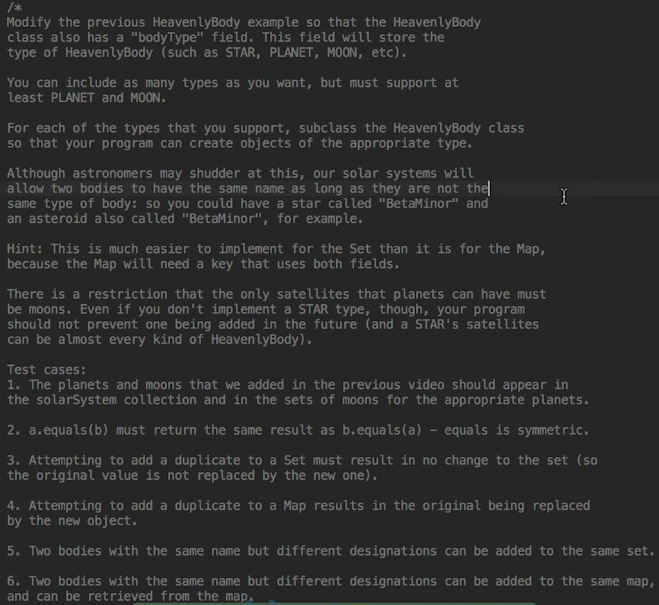 /*
Modify the previous HeavenlyBody example so that the HeavenlyBody
class also has a "bodyType" field. This field will store the
type of HeavenlyBody (such as STAR, PLANET, MOON, etc).
You can include as many types as you want, but must support at
least PLANET and MOON.
For each of the types that you support, subclass the HeavenlyBody class
so that your program can create objects of the appropriate type.
Although astronomers may shudder at this, our solar systems will
allow two bodies to have the same name as long as they are not the
same type of body: so you could have a star called "BetaMinor" and
an asteroid also called "BetaMinor", for example.
Hint: This is much easier to implement for the Set than it is for the Map,
because the Map will need a key that uses both fields.
There is a restriction that the only satellites that planets can have must
be moons. Even if you don't implement a STAR type, though, your program
should not prevent one being added in the future (and a STAR's satellites
can be almost every kind of HeavenlyBody).
Test cases:
1. The planets and moons that we added in the previous video should appear in
the solarSystem collection and in the sets of moons for the appropriate planets.
2. a.equals(b) must return the same result as b.equals(a) - equals is symmetric.
3. Attempting to add a duplicate to a Set must result in no change to the set (so
the original value is not replaced by the new one).
4. Attempting to add a duplicate to a Map results in the original being replaced
by the new object.
5. Two bodies with the same name but different designations can be added to the same set.
6. Two bodies with the same name but different designations can be added to the same map,
and can be retrieved from the map.